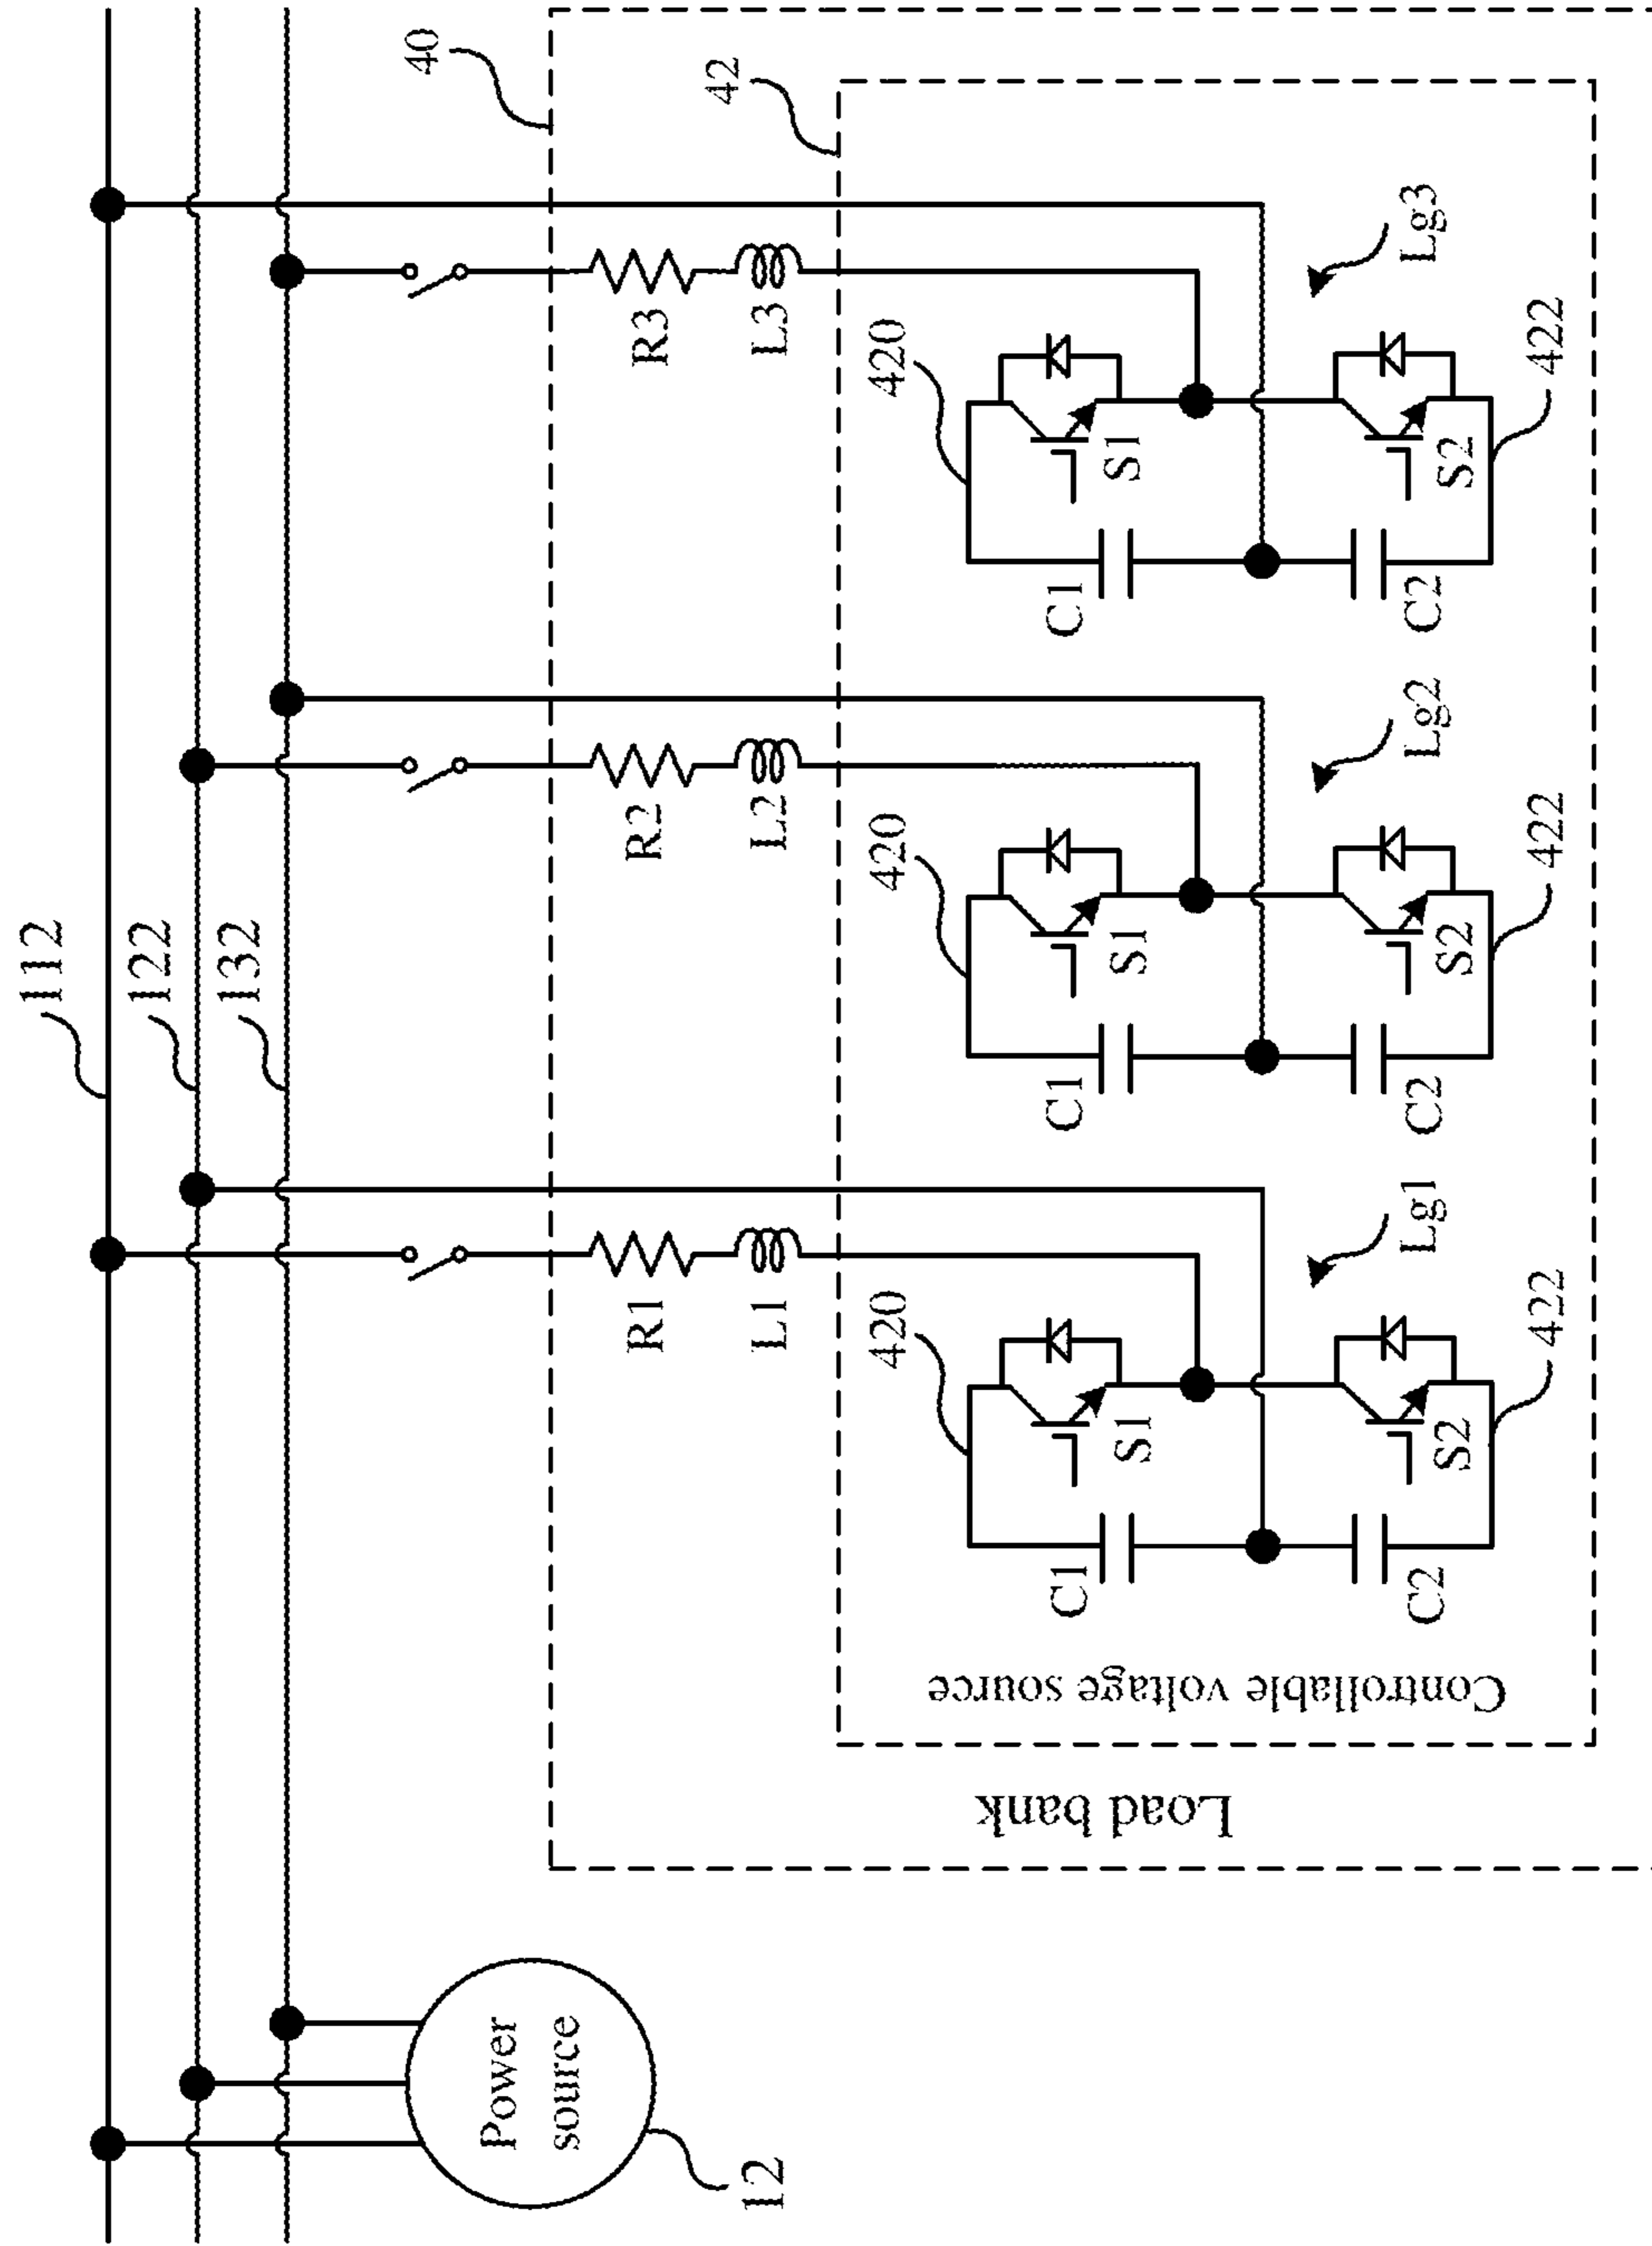 112
122
132
40
42
Power
source
12
R1
L1
R2
L2
R3
L3
420
C1
S1
C2
S2
422
Lg1
420
C1
S1
C2
S2
422
Lg2
420
C1
S1
C2
S2
422
Lg3
Controllable voltage source
Load bank